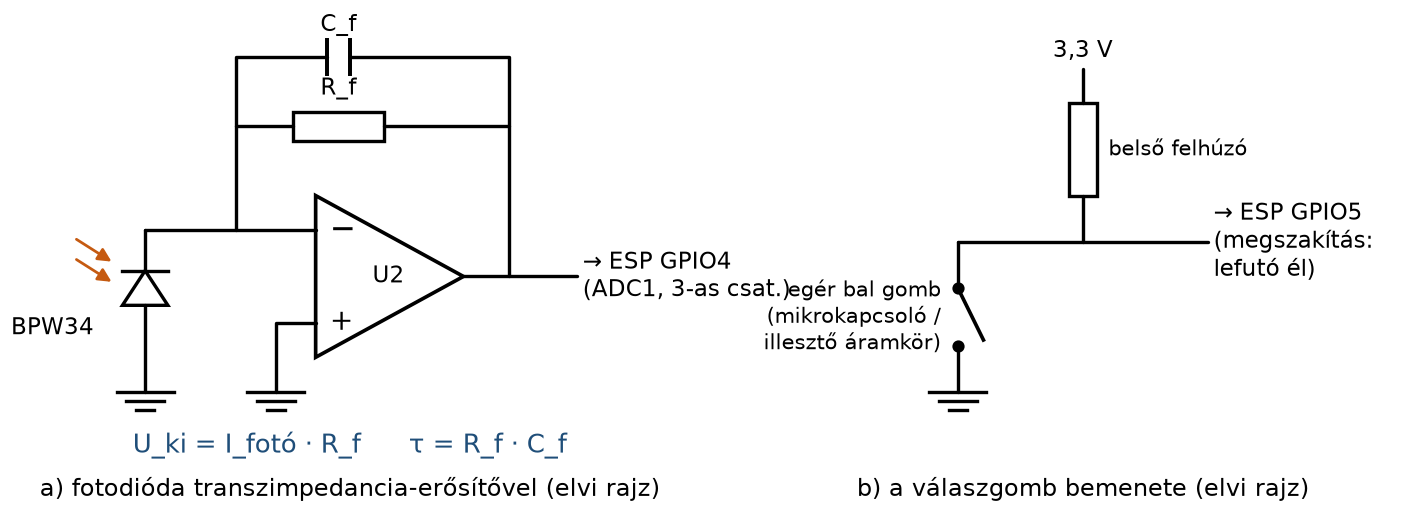 C_f
R_f
−
+
U2
BPW34
→ ESP GPIO4
(ADC1, 3-as csat.)
U_ki = I_fotó · R_f τ = R_f · C_f
a) fotodióda transzimpedancia-erősítővel (elvi rajz)
3,3 V
belső felhúzó
→ ESP GPIO5
(megszakítás:
lefutó él)
egér bal gomb
(mikrokapcsoló /
illesztő áramkör)
b) a válaszgomb bemenete (elvi rajz)